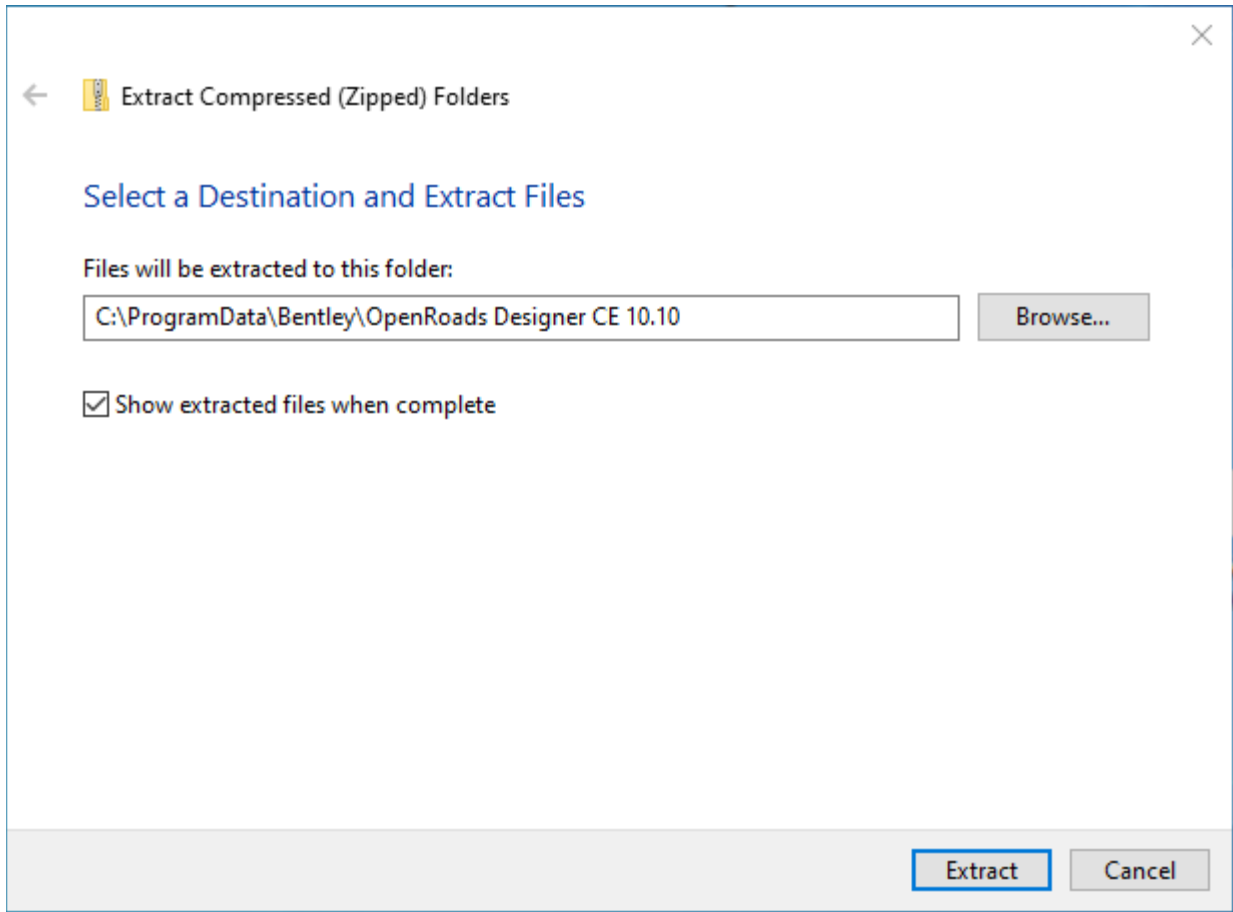 Extract Compressed (Zipped) Folders
Select a Destination and Extract Files
Files will be extracted to this folder:
C:\ProgramData\Bentley\OpenRoads Designer CE 10.10
Browse...
Show extracted files when complete
Extract
Cancel